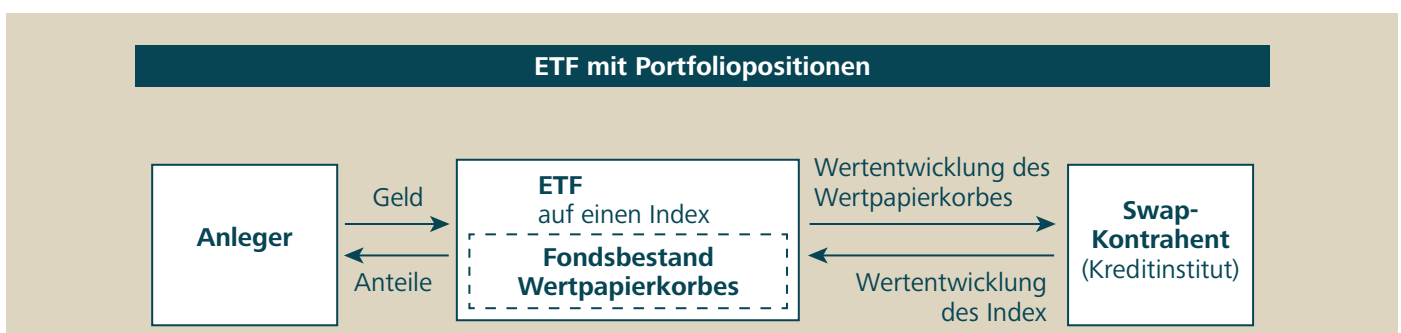 ETF mit Portfoliopositionen
Anleger
Geld
Anteile
ETF
auf einen Index
Fondsbestand
Wertpapierkorbes
Wertentwicklung des
Wertpapierkorbes
Wertentwicklung
des Index
Swap-
Kontrahent
(Kreditinstitut)